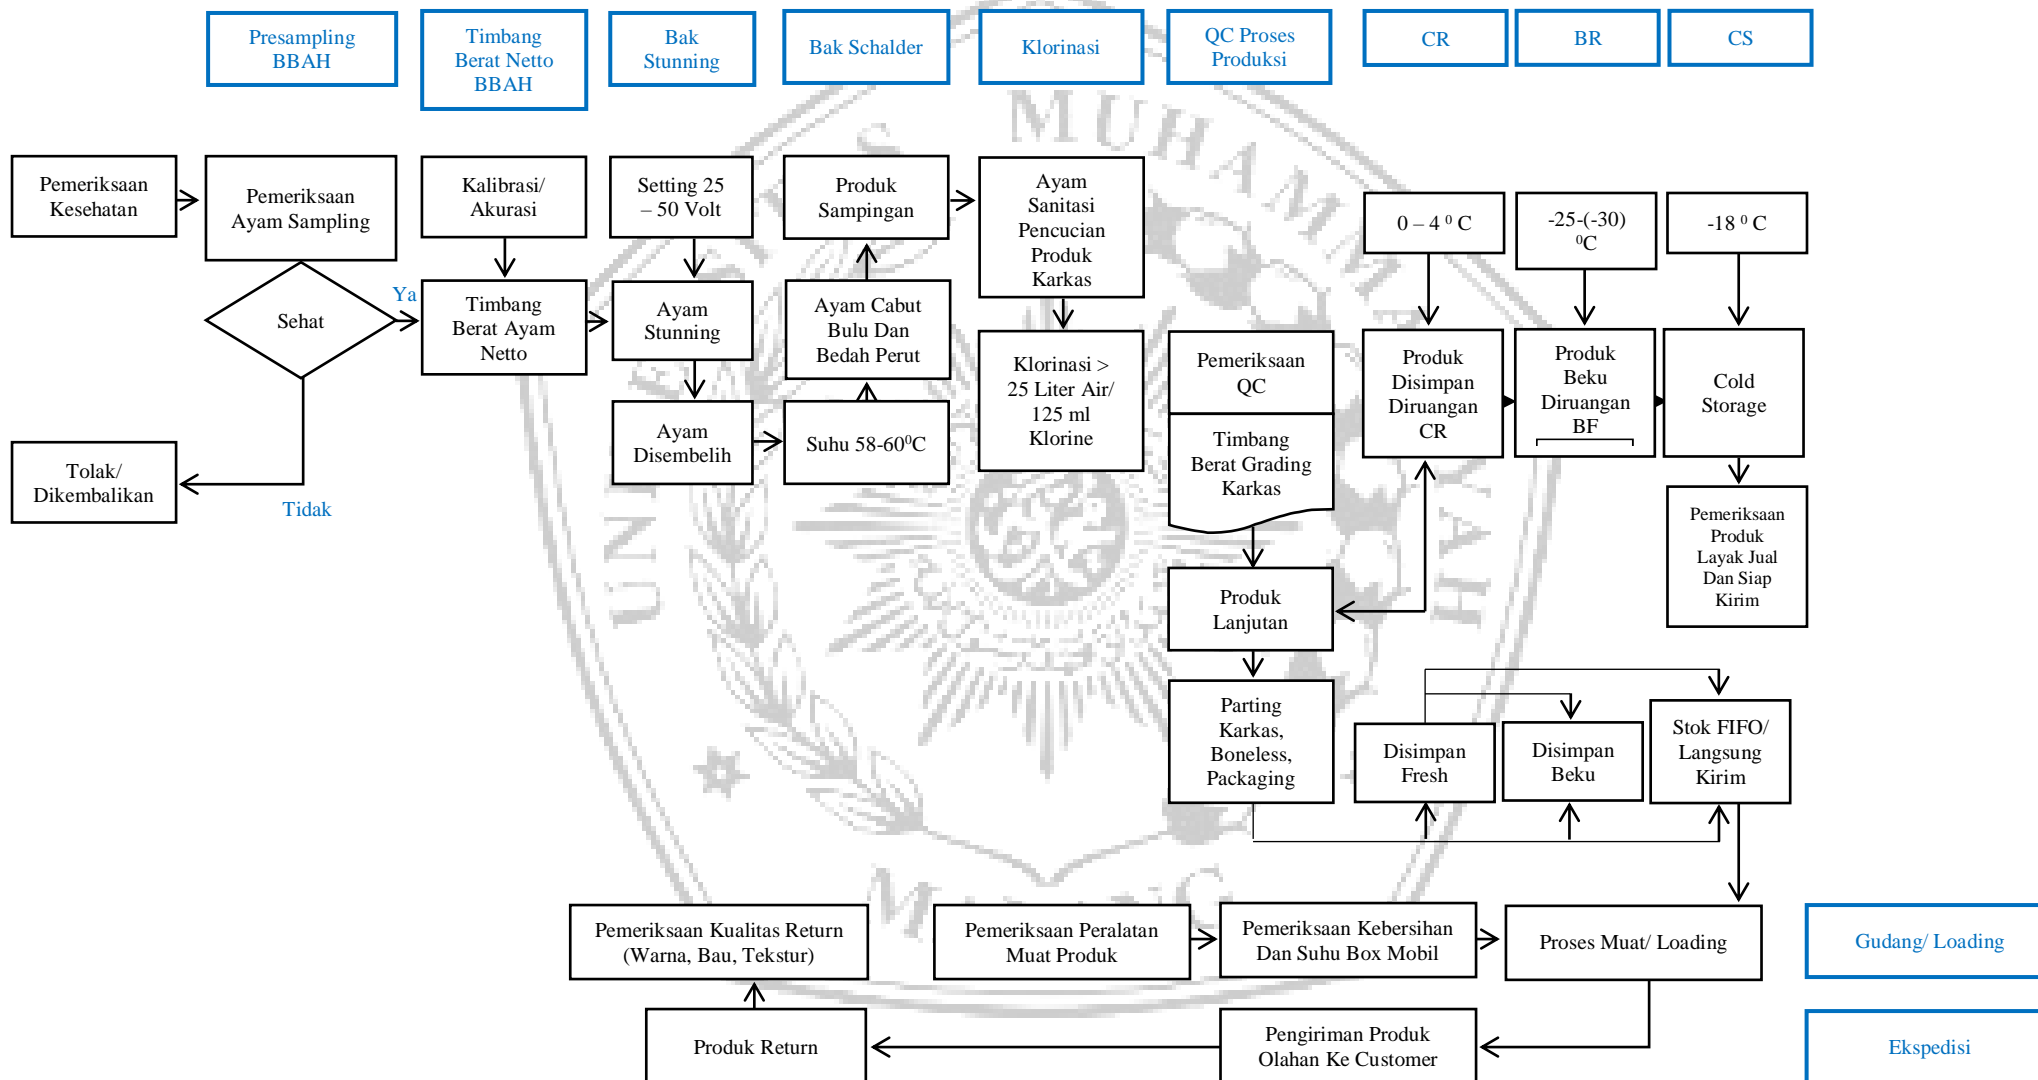 Presampling
BBAH
Timbang
Berat Netto
BBAH
Bak
Stunning
Bak Schalder
Klorinasi
QC Proses
Produksi
CR
BR
CS
Pemeriksaan
Kesehatan
Pemeriksaan
Ayam Sampling
Kalibrasi/
Akurasi
Setting 25
– 50 Volt
Produk
Sampingan
Ayam
Sanitasi
Pencucian
Produk
Karkas
0 – 4 ⁰ C
-25-(-30)
⁰C
-18 ⁰ C
Sehat
Ya
Timbang
Berat Ayam
Netto
Ayam
Stunning
Ayam Cabut
Bulu Dan
Bedah Perut
Klorinasi >
25 Liter Air/
125 ml
Klorine
Pemeriksaan
QC
Produk
Disimpan
Diruangan
CR
Produk
Beku
Diruangan
BF
Cold
Storage
Tolak/
Dikembalikan
Tidak
Ayam
Disembelih
Suhu 58-60⁰C
Timbang
Berat Grading
Karkas
Pemeriksaan
Produk
Layak Jual
Dan Siap
Kirim
Produk
Lanjutan
Parting
Karkas,
Boneless,
Packaging
Disimpan
Fresh
Disimpan
Beku
Stok FIFO/
Langsung
Kirim
Pemeriksaan Kualitas Return
(Warna, Bau, Tekstur)
Pemeriksaan Peralatan
Muat Produk
Pemeriksaan Kebersihan
Dan Suhu Box Mobil
Proses Muat/ Loading
Gudang/ Loading
Produk Return
Pengiriman Produk
Olahan Ke Customer
Ekspedisi